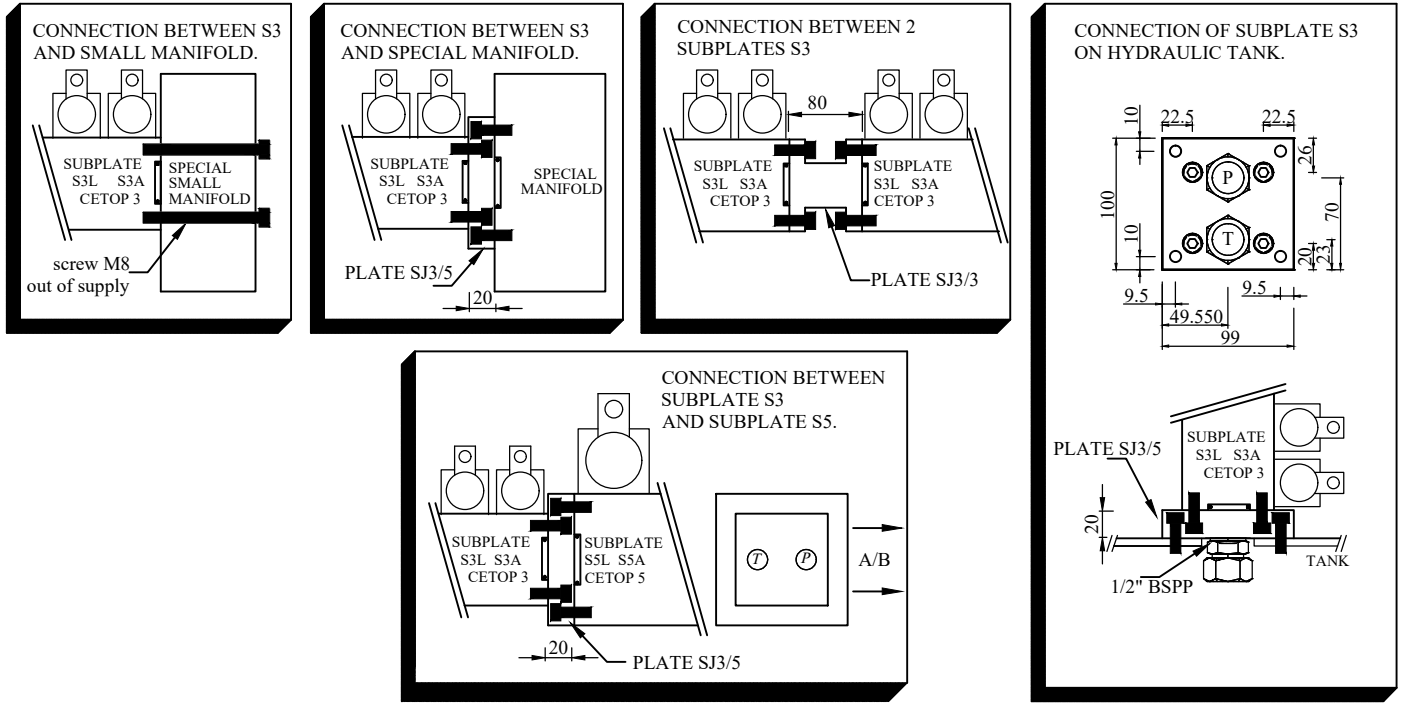 CONNECTION BETWEEN S3
AND SMALL MANIFOLD.
SUBPLATE
S3L S3A
CETOP 3
SPECIAL
SMALL
MANIFOLD
screw M8
out of supply
CONNECTION BETWEEN S3
AND SPECIAL MANIFOLD.
SUBPLATE
S3L S3A
CETOP 3
SPECIAL
MANIFOLD
PLATE SJ3/5
20
CONNECTION BETWEEN 2
SUBPLATES S3
80
SUBPLATE
S3L S3A
CETOP 3
SUBPLATE
S3L S3A
CETOP 3
PLATE SJ3/3
CONNECTION OF SUBPLATE S3
ON HYDRAULIC TANK.
10
22.5
22.5
26
P
100
70
T
10
20
23
9.5
9.5
49.550
99
PLATE SJ3/5
SUBPLATE
S3L S3A
CETOP 3
20
TANK
1/2" BSPP
CONNECTION BETWEEN
SUBPLATE S3
AND SUBPLATE S5.
SUBPLATE
S3L S3A
CETOP 3
SUBPLATE
S5L S5A
CETOP 5
T
P
A/B
20
PLATE SJ3/5